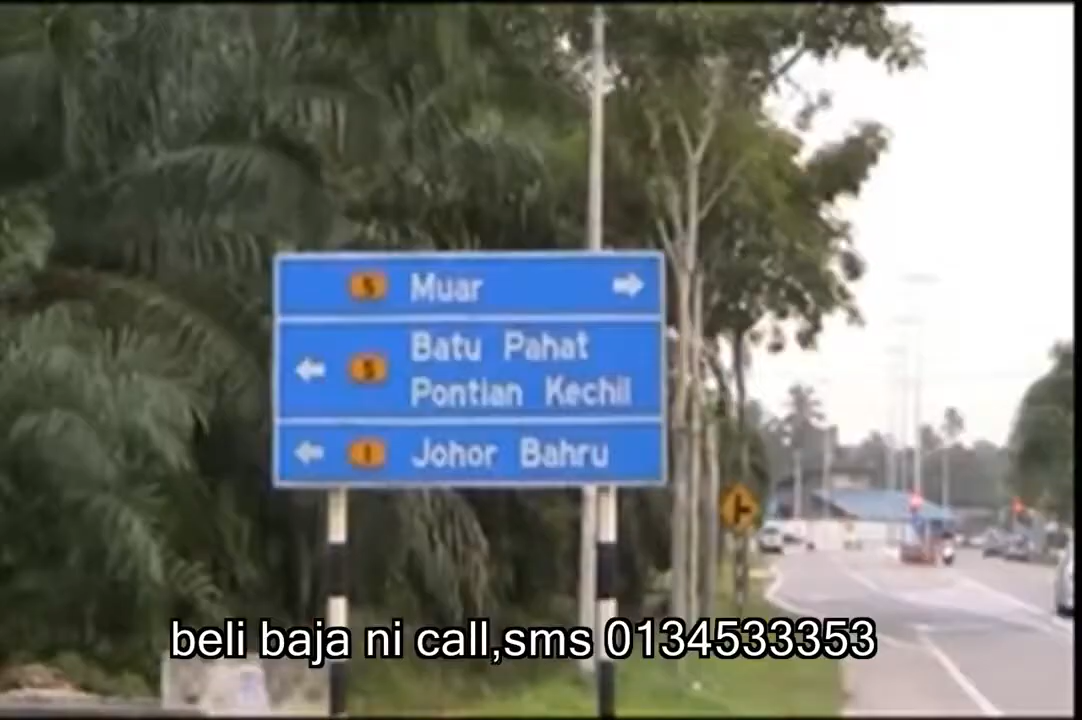 5 Muar
5 Batu Pahat
Pontian Kechil
1 Johor Bahru
beli baja ni call,sms 0134533353